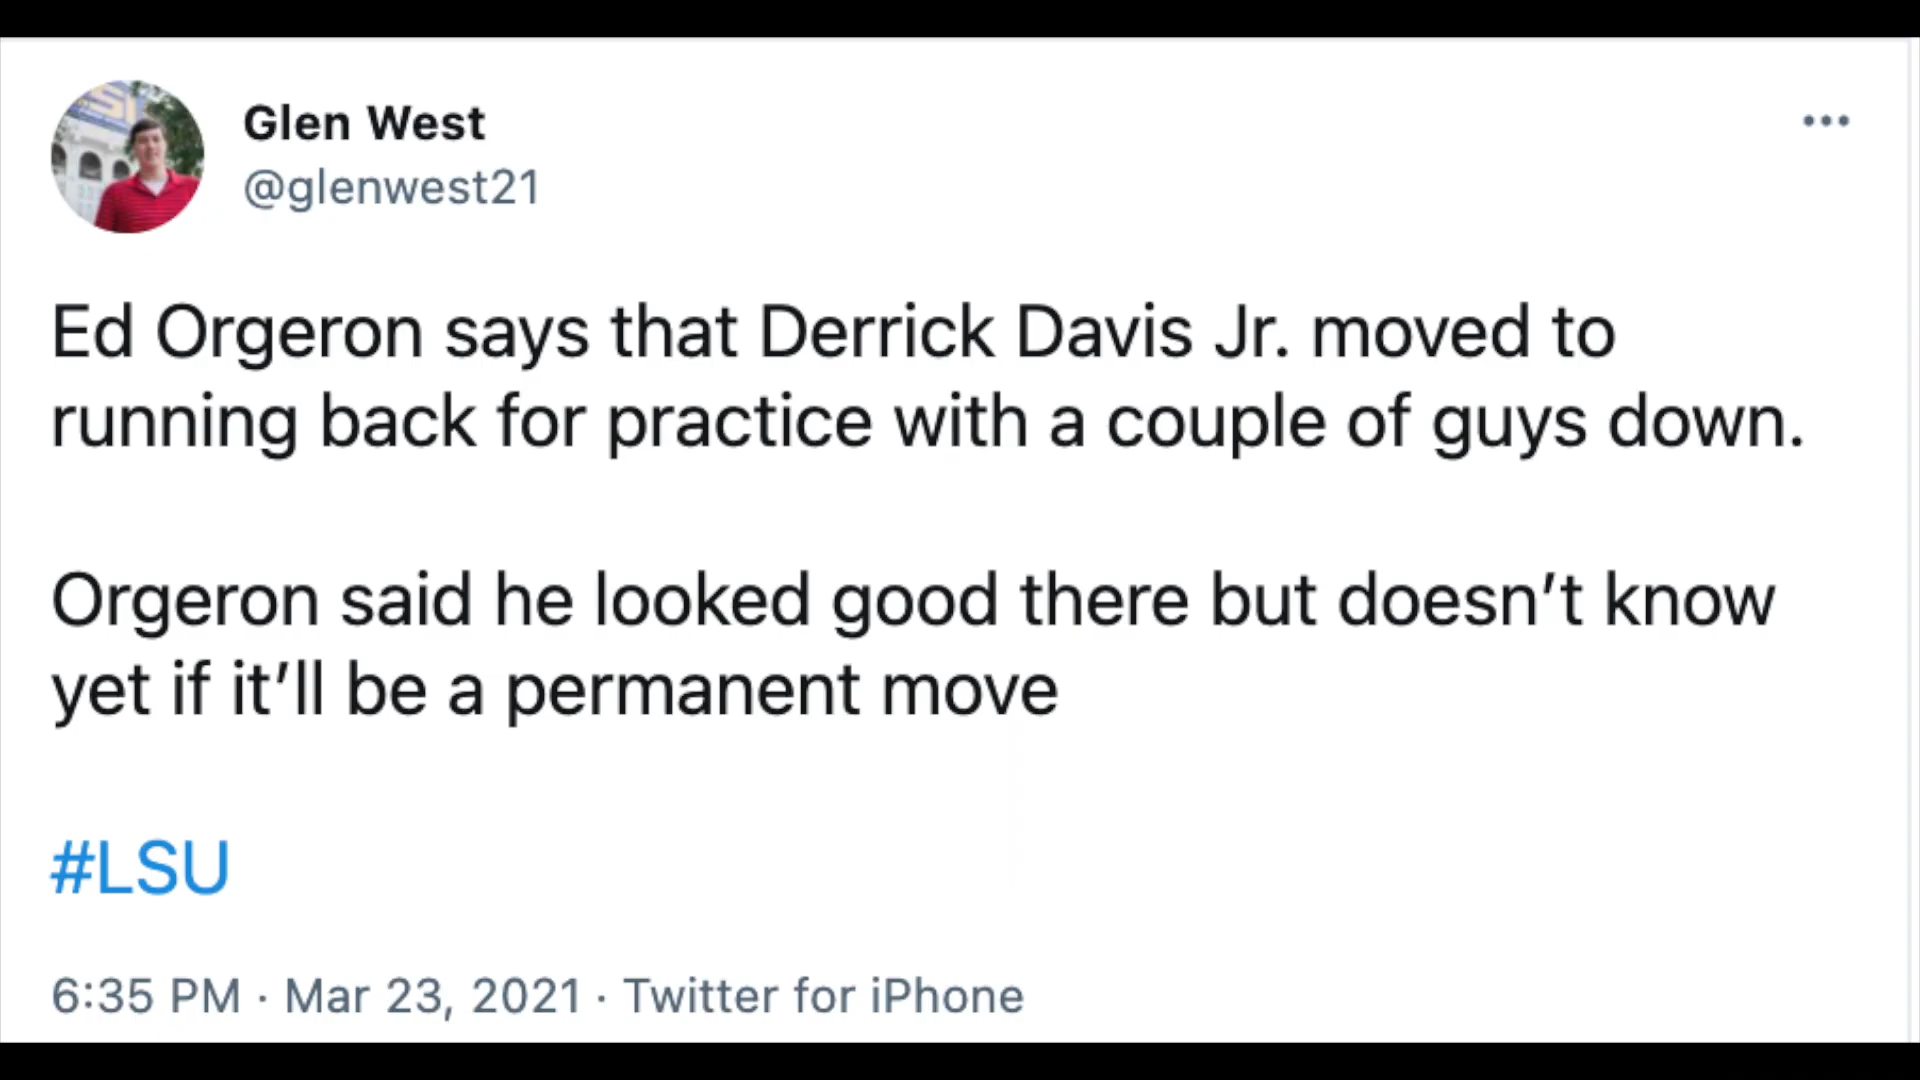 Glen West
@glenwest21
Ed Orgeron says that Derrick Davis Jr. moved to
running back for practice with a couple of guys down.
Orgeron said he looked good there but doesn’t know
yet if it’ll be a permanent move
#LSU
6:35 PM · Mar 23, 2021 · Twitter for iPhone